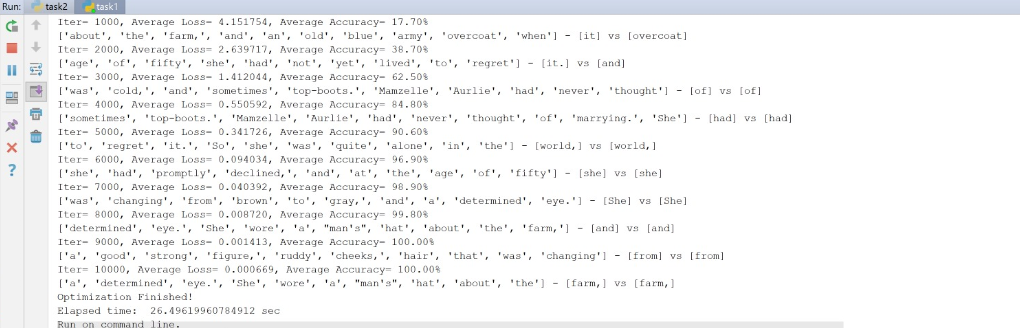 Run: task2 task1
Iter= 1000, Average Loss= 4.151754, Average Accuracy= 17.70%
['about', 'the', 'farm,', 'and', 'an', 'old', 'blue', 'army', 'overcoat', 'when'] - [it] vs [overcoat]
Iter= 2000, Average Loss= 2.639717, Average Accuracy= 38.70%
['age', 'of', 'fifty', 'she', 'had', 'not', 'yet', 'lived', 'to', 'regret'] - [it.] vs [and]
Iter= 3000, Average Loss= 1.412044, Average Accuracy= 62.50%
['was', 'cold,', 'and', 'sometimes', 'top-boots.', 'Mamzelle', 'Aurlie', 'had', 'never', 'thought'] - [of] vs [of]
Iter= 4000, Average Loss= 0.550592, Average Accuracy= 84.80%
['sometimes', 'top-boots.', 'Mamzelle', 'Aurlie', 'had', 'never', 'thought', 'of', 'marrying.', 'She'] - [had] vs [had]
Iter= 5000, Average Loss= 0.341726, Average Accuracy= 90.60%
['to', 'regret', 'it.', 'So', 'she', 'was', 'quite', 'alone', 'in', 'the'] - [world,] vs [world,]
Iter= 6000, Average Loss= 0.094034, Average Accuracy= 96.90%
['she', 'had', 'promptly', 'declined,', 'and', 'at', 'the', 'age', 'of', 'fifty'] - [she] vs [she]
Iter= 7000, Average Loss= 0.040392, Average Accuracy= 98.90%
['was', 'changing', 'from', 'brown', 'to', 'gray,', 'and', 'a', 'determined', 'eye.'] - [She] vs [She]
Iter= 8000, Average Loss= 0.008720, Average Accuracy= 99.80%
['determined', 'eye.', 'She', 'wore', 'a', "man's", 'hat', 'about', 'the', 'farm,'] - [and] vs [and]
Iter= 9000, Average Loss= 0.001413, Average Accuracy= 100.00%
['a', 'good', 'strong', 'figure,', 'ruddy', 'cheeks,', 'hair', 'that', 'was', 'changing'] - [from] vs [from]
Iter= 10000, Average Loss= 0.000669, Average Accuracy= 100.00%
['a', 'determined', 'eye.', 'She', 'wore', 'a', "man's", 'hat', 'about', 'the'] - [farm,] vs [farm,]
Optimization Finished!
Elapsed time:  26.49619960784912 sec
Run on command line.